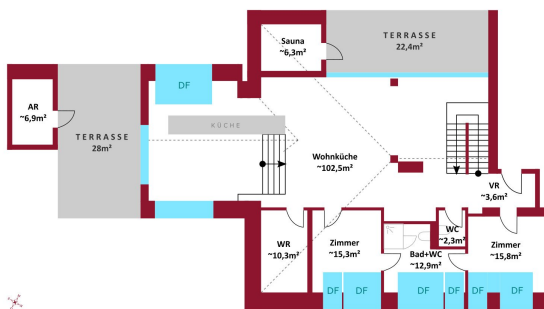 Sauna
~6,3m²
TERRASSE
22,4m²
DF
AR
~6,9m²
TERRASSE
28m²
KÜCHE
Wohnküche
~102,5m²
VR
~3,6m²
WC
~2,3m²
WR
~10,3m²
Zimmer
~15,3m²
Bad+WC
~12,9m²
Zimmer
~15,8m²
DF
DF
DF
DF
DF
DF